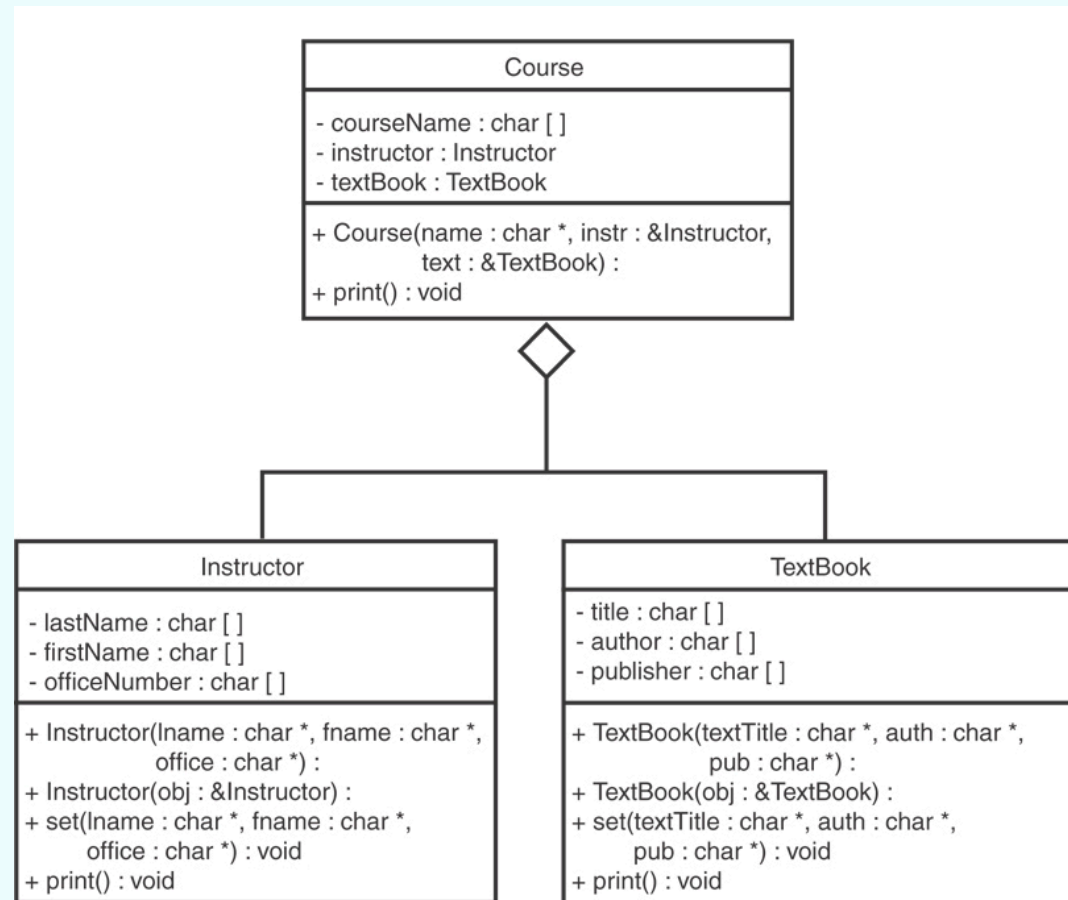 Course
- courseName : char [ ]
- instructor : Instructor
- textBook : TextBook
+ Course(name : char *, instr : &Instructor,
text : &TextBook) :
+ print() : void
Instructor
- lastName : char [ ]
- firstName : char [ ]
- officeNumber : char [ ]
+ Instructor(lname : char *, fname : char *,
office : char *) :
+ Instructor(obj : &Instructor) :
+ set(lname : char *, fname : char *,
office : char *) : void
+ print() : void
TextBook
- title : char [ ]
- author : char [ ]
- publisher : char [ ]
+ TextBook(textTitle : char *, auth : char *,
pub : char *) :
+ TextBook(obj : &TextBook) :
+ set(textTitle : char *, auth : char *,
pub : char *) : void
+ print() : void